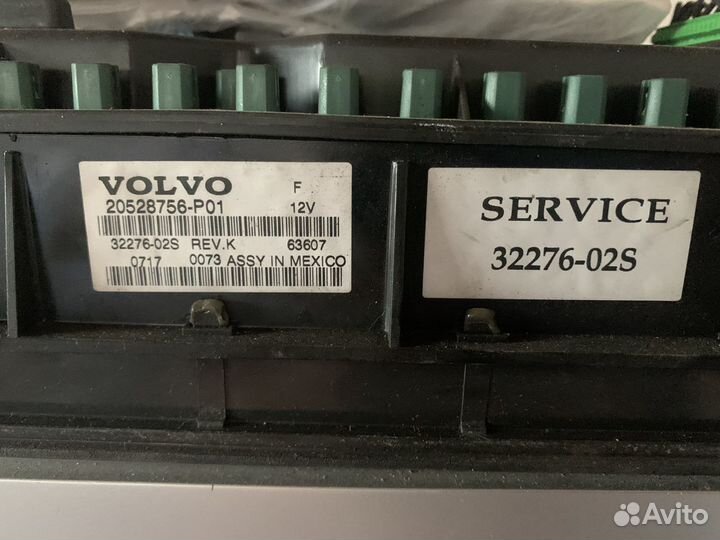 VOLVO F
20528756-P01 12V
32276-02S REV.K 63607
0717 0073 ASSY IN MEXICO
SERVICE
32276-02S
Avito